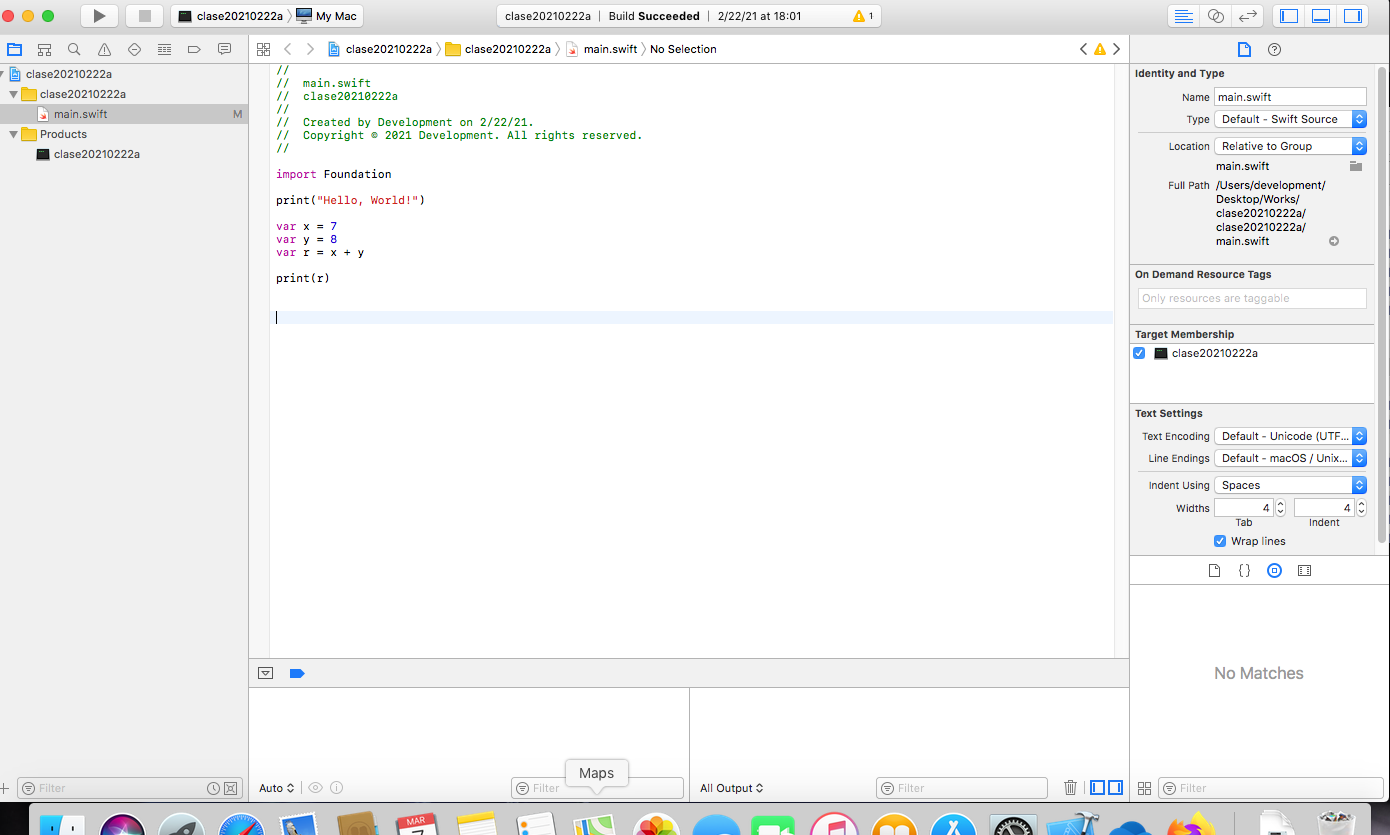 clase20210222a My Mac
clase20210222a | Build Succeeded | 2/22/21 at 18:01 1
clase20210222a clase20210222a main.swift No Selection
clase20210222a
clase20210222a
main.swift M
Products
clase20210222a
//
// main.swift
// clase20210222a
//
// Created by Development on 2/22/21.
// Copyright © 2021 Development. All rights reserved.
//
import Foundation
print("Hello, World!")
var x = 7
var y = 8
var r = x + y
print(r)
Identity and Type
Name main.swift
Type Default - Swift Source
Location Relative to Group
main.swift
Full Path /Users/development/
Desktop/Works/
clase20210222a/
clase20210222a/
main.swift
On Demand Resource Tags
Only resources are taggable
Target Membership
clase20210222a
Text Settings
Text Encoding Default - Unicode (UTF...
Line Endings Default - macOS / Unix...
Indent Using Spaces
Widths 4 4
Tab Indent
Wrap lines
{}
No Matches
Filter
Auto
Filter
All Output
Filter
Filter
Maps
MAR